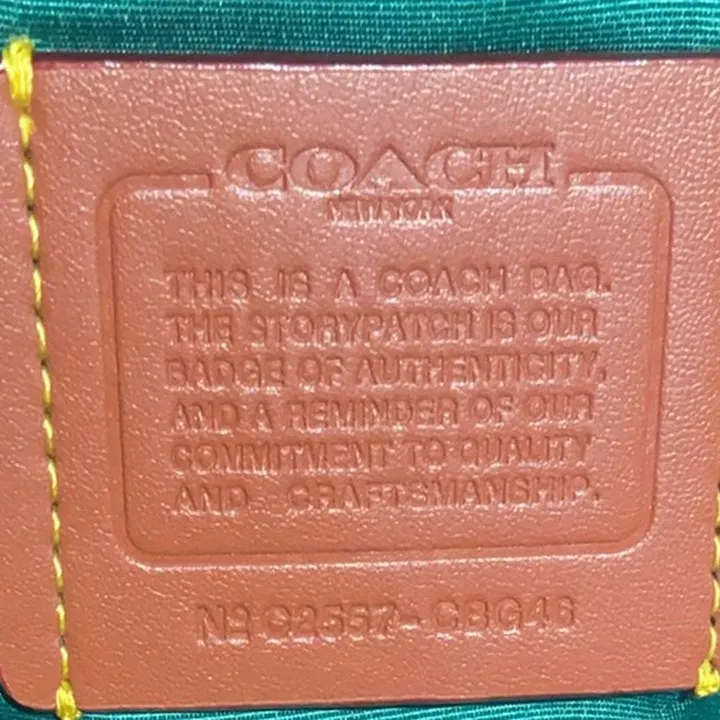 COACH
NEW YORK
THIS IS A COACH BAG.
THE STORYPATCH IS OUR
BADGE OF AUTHENTICITY,
AND A REMINDER OF OUR
COMMITMENT TO QUALITY
AND CRAFTSMANSHIP.
Nº C2557-CBG46